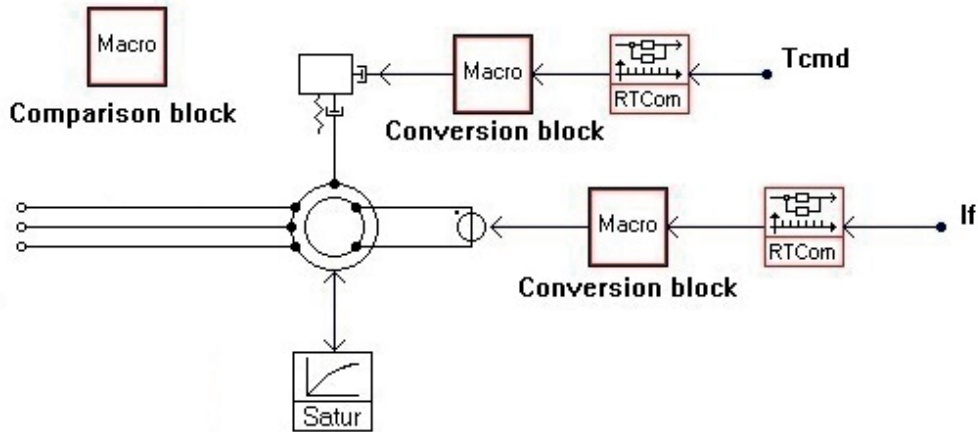 Macro
Comparison block
Macro
Conversion block
RTCom
Tcmd
Macro
Conversion block
RTCom
If
Satur